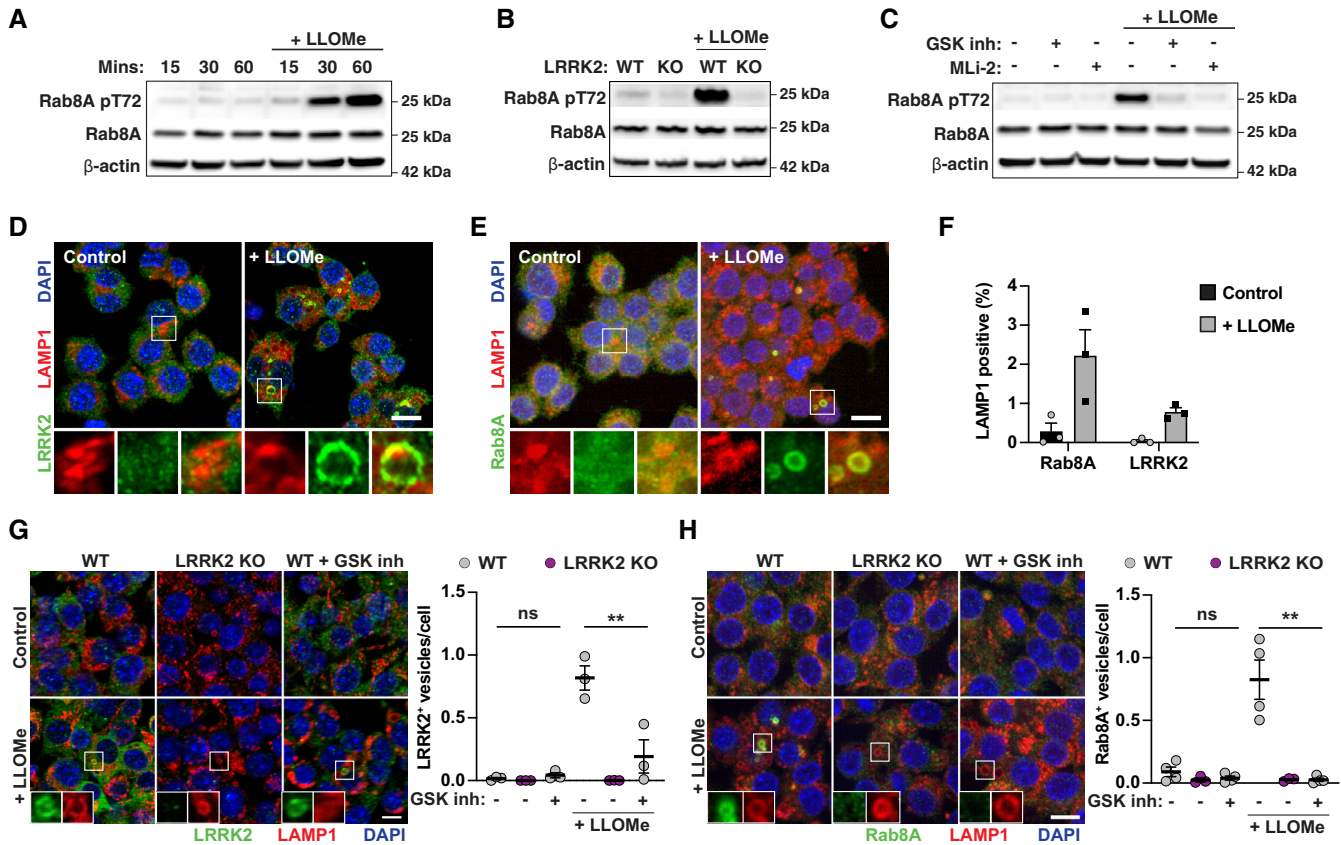 A
+ LLOMe
Mins: 15 30 60 15 30 60
Rab8A pT72
25 kDa
Rab8A
25 kDa
β-actin
42 kDa
B
+ LLOMe
LRRK2: WT KO WT KO
Rab8A pT72
25 kDa
Rab8A
25 kDa
β-actin
42 kDa
C
+ LLOMe
GSK inh: - + - - + -
MLi-2: - - + - - +
Rab8A pT72
25 kDa
Rab8A
25 kDa
β-actin
42 kDa
D
LRRK2 LAMP1 DAPI
Control
+ LLOMe
E
Rab8A LAMP1 DAPI
Control
+ LLOMe
F
LAMP1 positive (%)
4
3
2
1
0
Rab8A LRRK2
Control
+ LLOMe
G
WT LRRK2 KO WT + GSK inh
Control
+ LLOMe
LRRK2 LAMP1 DAPI
WT LRRK2 KO
LRRK2+ vesicles/cell
1.5
1.0
0.5
0.0
ns
**
GSK inh: - - + - - +
+ LLOMe
H
WT LRRK2 KO WT + GSK inh
Control
+ LLOMe
Rab8A LAMP1 DAPI
WT LRRK2 KO
Rab8A+ vesicles/cell
1.5
1.0
0.5
0.0
ns
**
GSK inh: - - + - - +
+ LLOMe